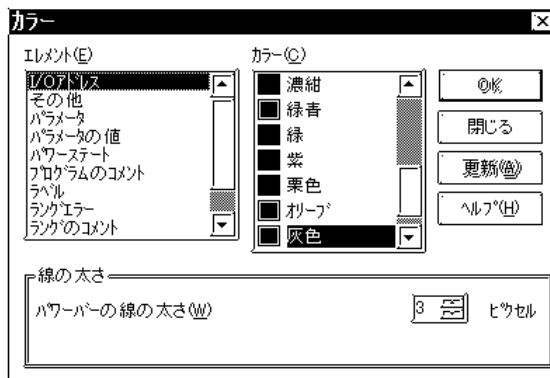 カラー
エレメント(E)
I/Oアドレス
その他
パラメータ
パラメータの値
パワーステート
プログラムのコメント
ラベル
ラングエラー
ラングのコメント
カラー(C)
濃紺
緑青
緑
紫
栗色
オリーブ
灰色
OK
閉じる
更新(A)
ヘルプ(H)
線の太さ
パワーバーの線の太さ(W)
3
ピクセル